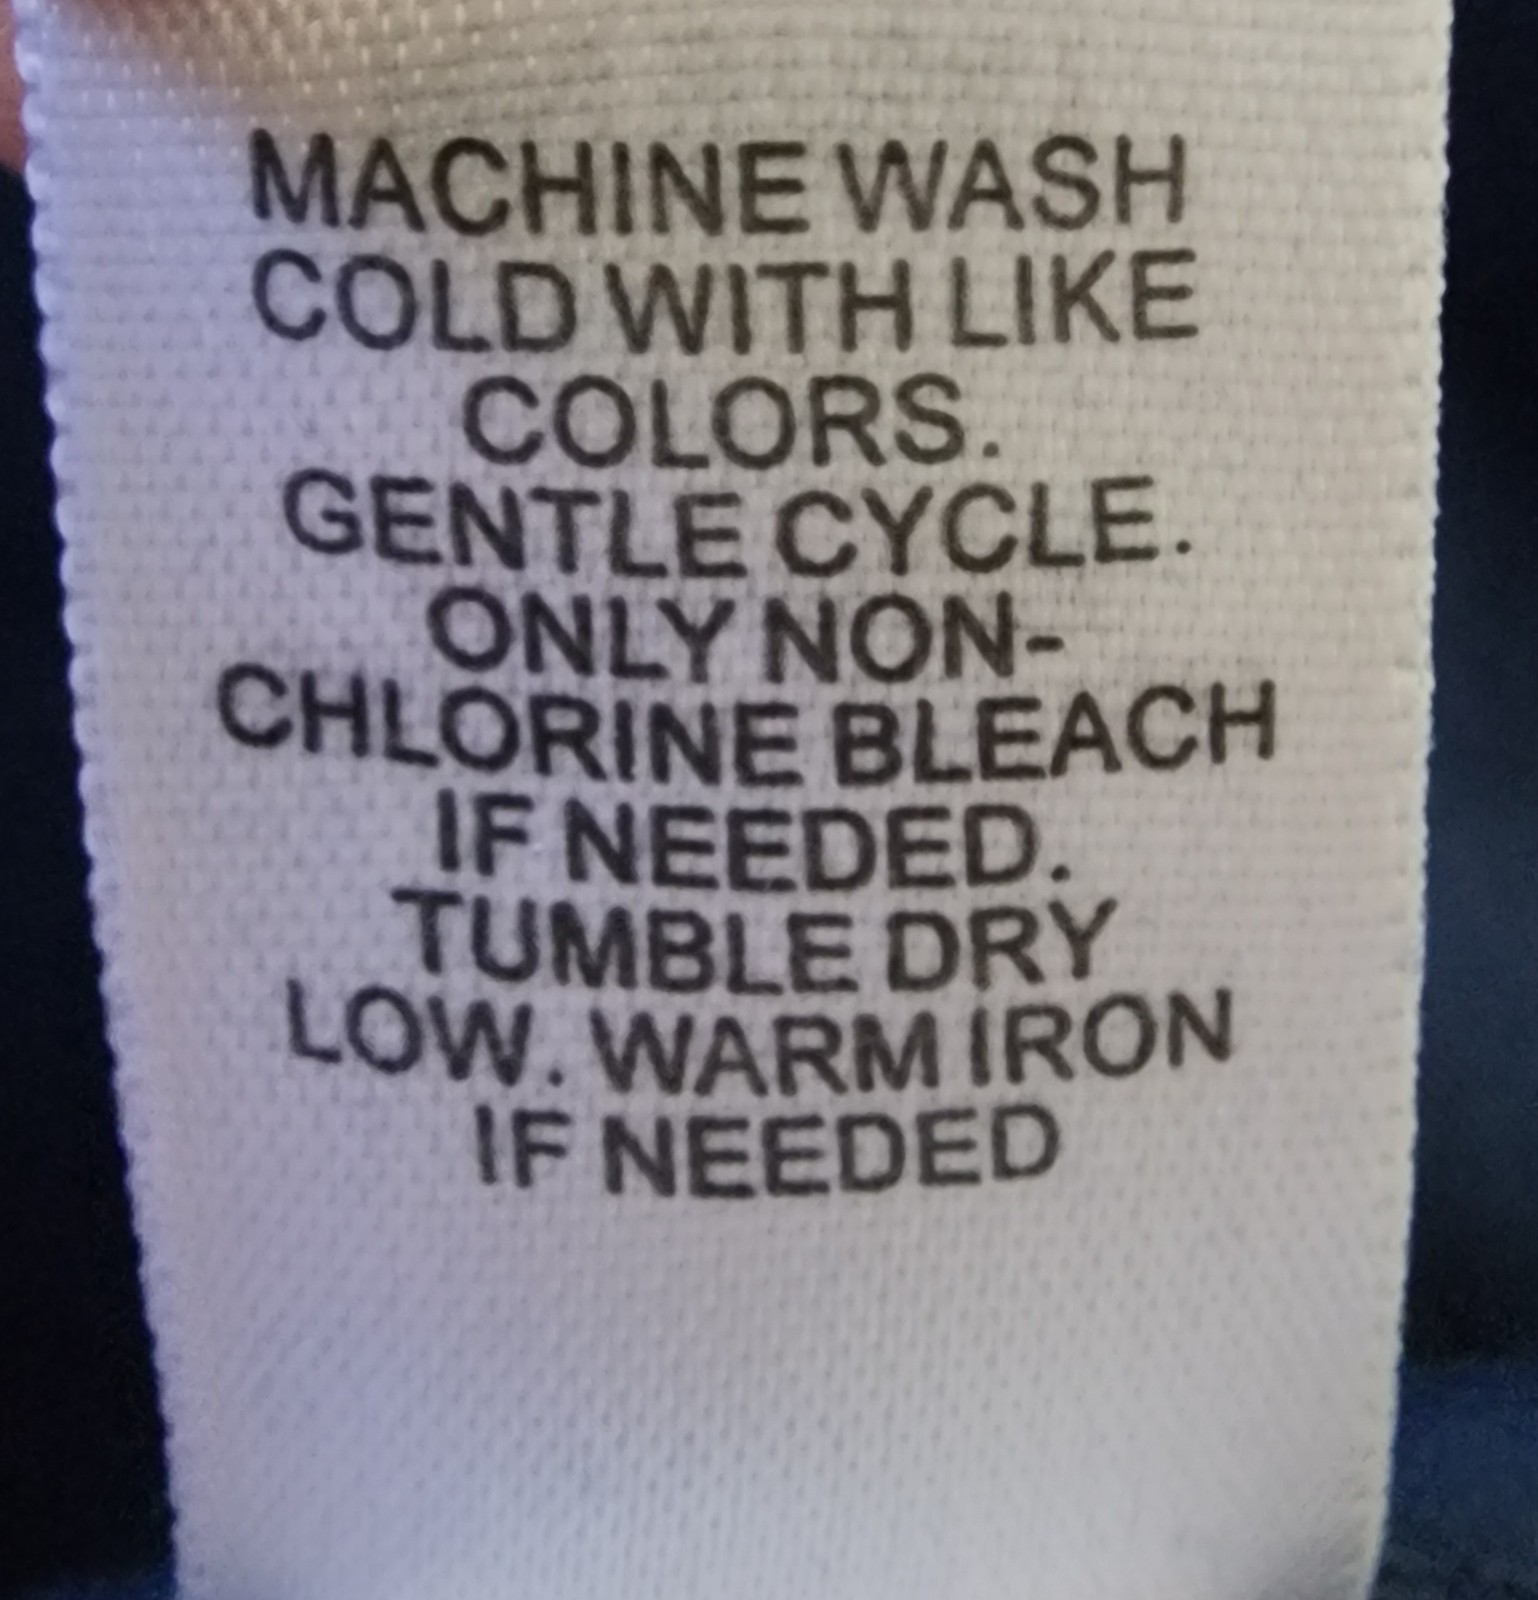 MACHINE WASH
COLD WITH LIKE
COLORS.
GENTLE CYCLE.
ONLY NON-
CHLORINE BLEACH
IF NEEDED.
TUMBLE DRY
LOW. WARM IRON
IF NEEDED